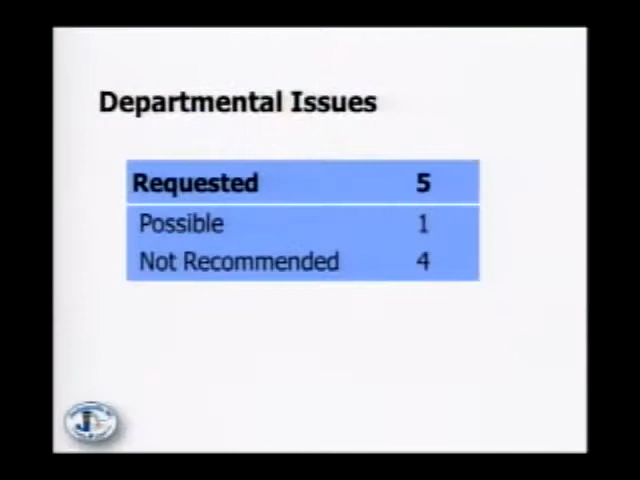 Departmental Issues
Requested 5
Possible 1
Not Recommended 4